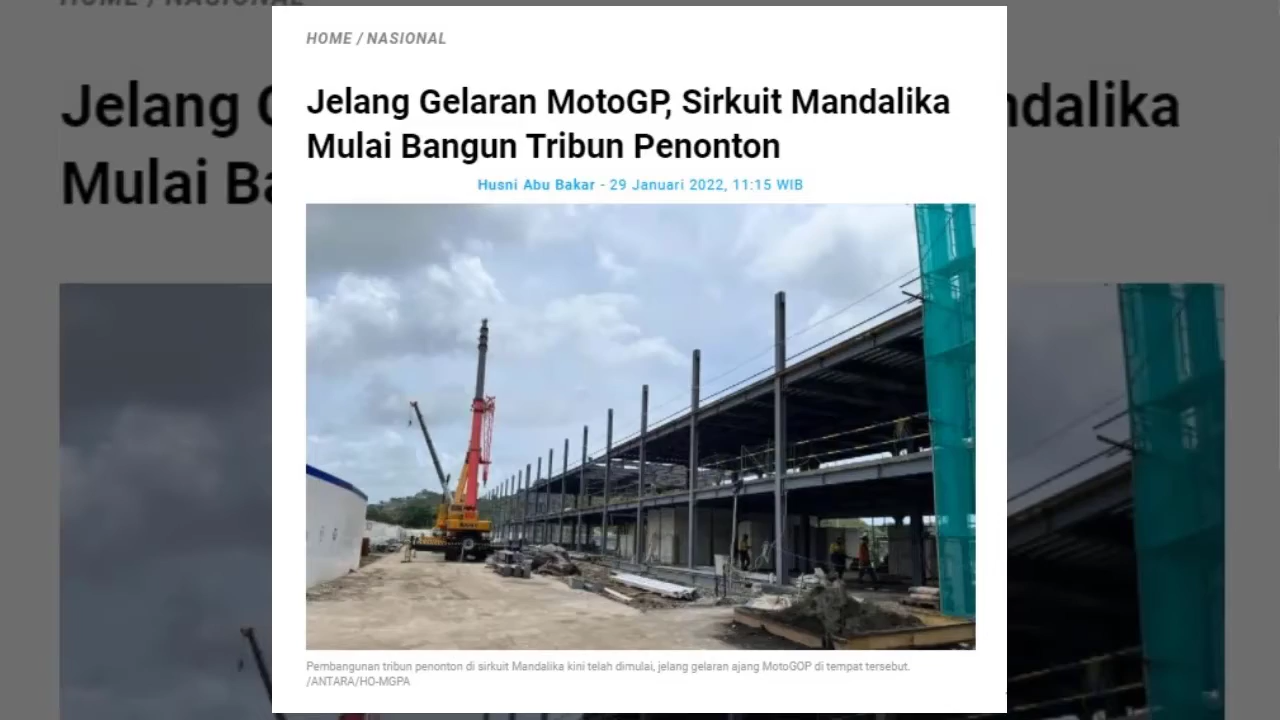 HOME / NASIONAL
Jelang Gelaran MotoGP, Sirkuit Mandalika
Mulai Bangun Tribun Penonton
Husni Abu Bakar - 29 Januari 2022, 11:15 WIB
Pembangunan tribun penonton di sirkuit Mandalika kini telah dimulai, jelang gelaran ajang MotoGOP di tempat tersebut.
/ANTARA/HO-MGPA